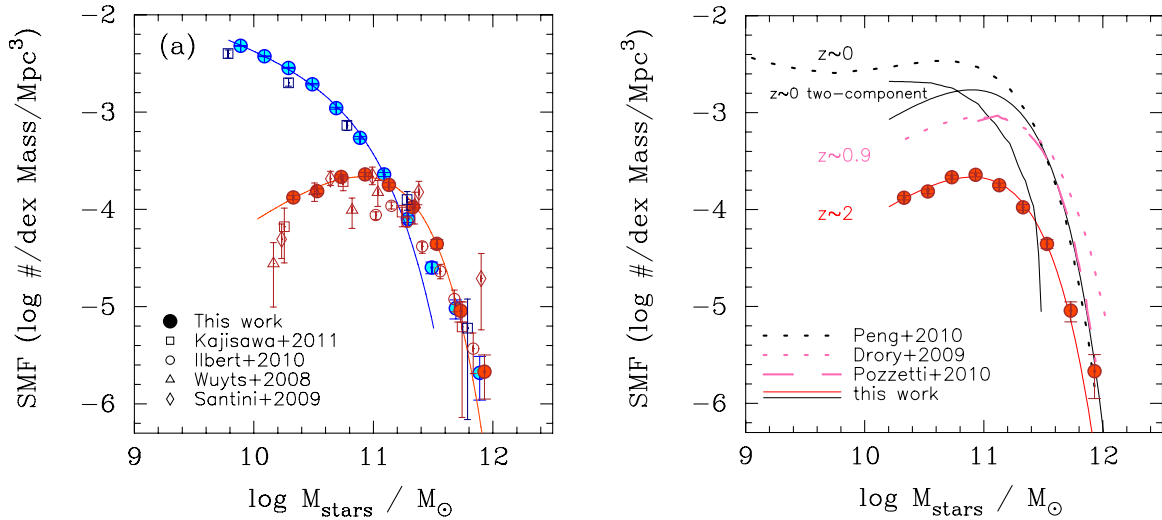 (a)
SMF (log #/dex Mass/Mpc³)
−2
−3
−4
−5
−6
This work
Kajisawa+2011
Ilbert+2010
Wuyts+2008
Santini+2009
9
10
11
12
log M_stars / M_⊙
SMF (log #/dex Mass/Mpc³)
−2
−3
−4
−5
−6
z~0
z~0 two-component
z~0.9
z~2
Peng+2010
Drory+2009
Pozzetti+2010
this work
9
10
11
12
log M_stars / M_⊙